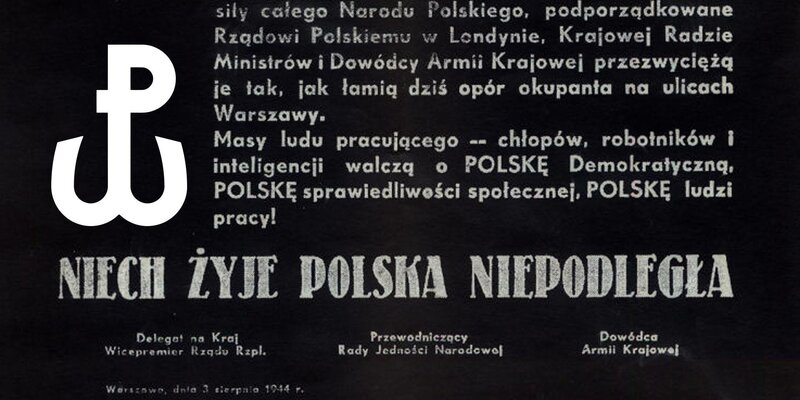 siły całego Narodu Polskiego, podporządkowane
Rządowi Polskiemu w Londynie, Krajowej Radzie
Ministrów i Dowódcy Armii Krajowej przezwyciężą
je tak, jak łamią dziś opór okupanta na ulicach
Warszawy.
Masy ludu pracującego -- chłopów, robotników i
inteligencji walczą o POLSKĘ Demokratyczną,
POLSKĘ sprawiedliwości społecznej, POLSKĘ ludzi
pracy!
NIECH ŻYJE POLSKA NIEPODLEGŁA
Delegat na Kraj
Wicepremier Rządu Rzpl.
Przewodniczący
Rady Jedności Narodowej
Dowódca
Armii Krajowej
Warszawa, dnia 3 sierpnia 1944 r.